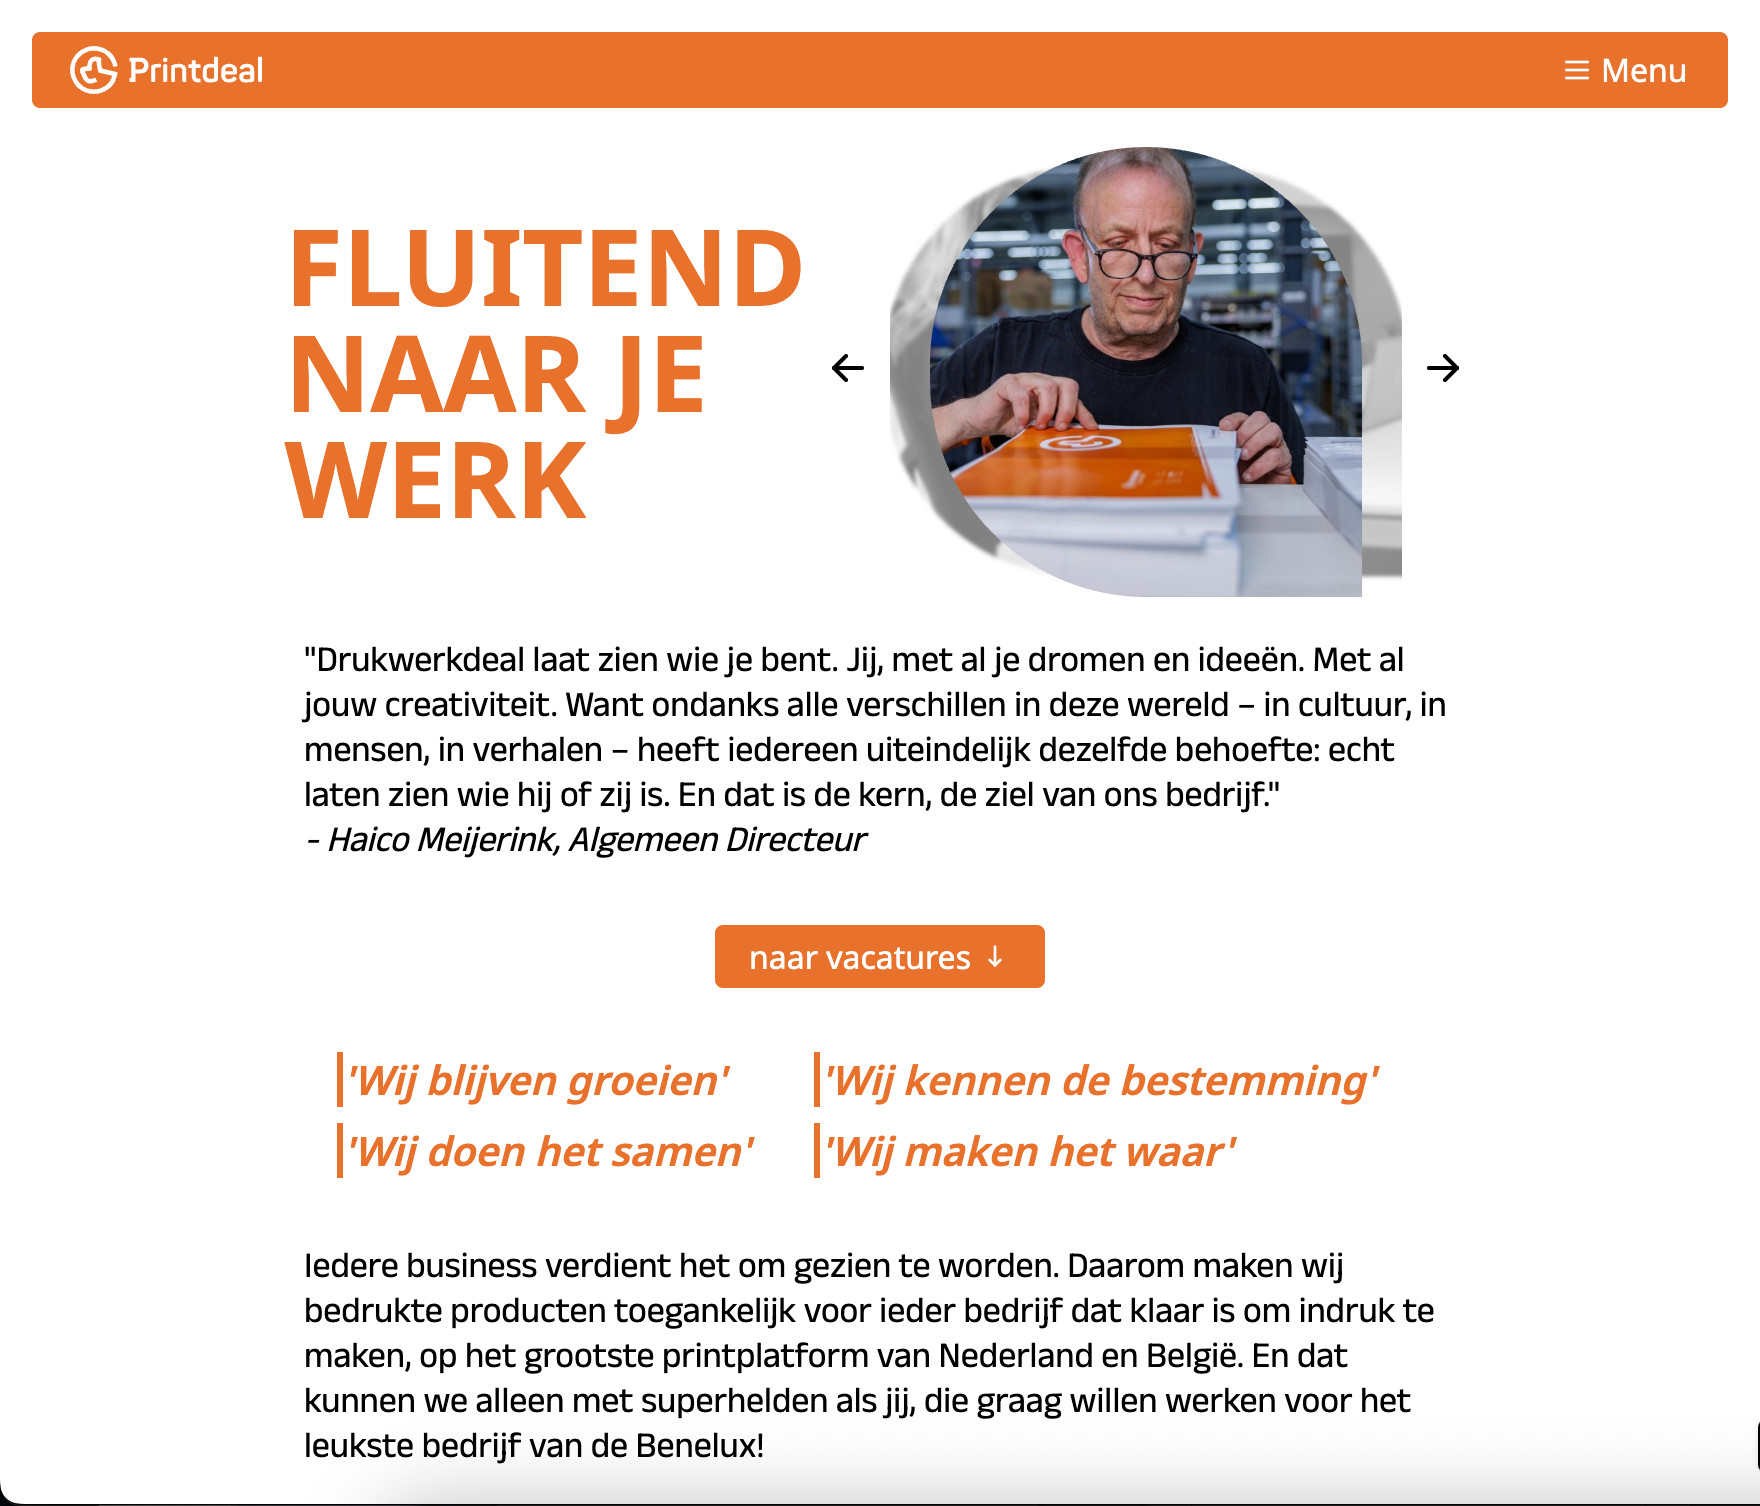 Printdeal
Menu
FLUITEND
NAAR JE
WERK
"Drukwerkdeal laat zien wie je bent. Jij, met al je dromen en ideeën. Met al
jouw creativiteit. Want ondanks alle verschillen in deze wereld – in cultuur, in
mensen, in verhalen – heeft iedereen uiteindelijk dezelfde behoefte: echt
laten zien wie hij of zij is. En dat is de kern, de ziel van ons bedrijf."
- Haico Meijerink, Algemeen Directeur
naar vacatures ↓
'Wij blijven groeien'
'Wij kennen de bestemming'
'Wij doen het samen'
'Wij maken het waar'
Iedere business verdient het om gezien te worden. Daarom maken wij
bedrukte producten toegankelijk voor ieder bedrijf dat klaar is om indruk te
maken, op het grootste printplatform van Nederland en België. En dat
kunnen we alleen met superhelden als jij, die graag willen werken voor het
leukste bedrijf van de Benelux!